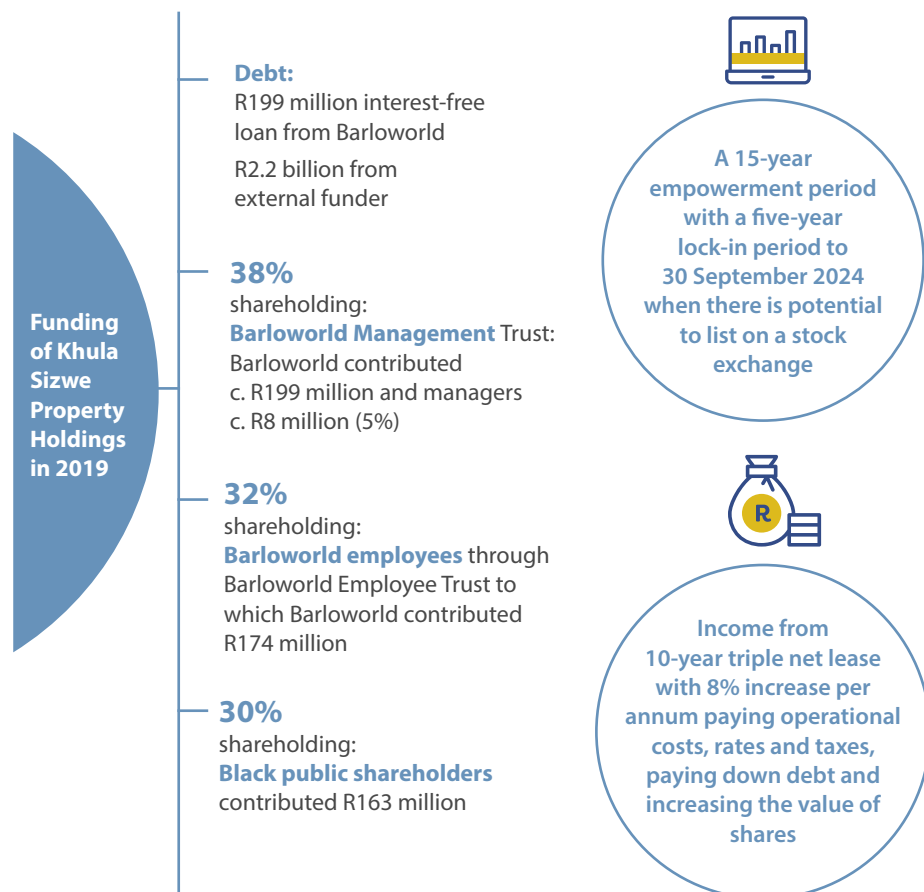 Funding
of Khula
Sizwe
Property
Holdings
in 2019
Debt:
R199 million interest-free
loan from Barloworld
R2.2 billion from
external funder
38%
shareholding:
Barloworld Management Trust:
Barloworld contributed
c. R199 million and managers
c. R8 million (5%)
32%
shareholding:
Barloworld employees through
Barloworld Employee Trust to
which Barloworld contributed
R174 million
30%
shareholding:
Black public shareholders
contributed R163 million
A 15-year
empowerment period
with a five-year
lock-in period to
30 September 2024
when there is potential
to list on a stock
exchange
R
Income from
10-year triple net lease
with 8% increase per
annum paying operational
costs, rates and taxes,
paying down debt and
increasing the value of
shares